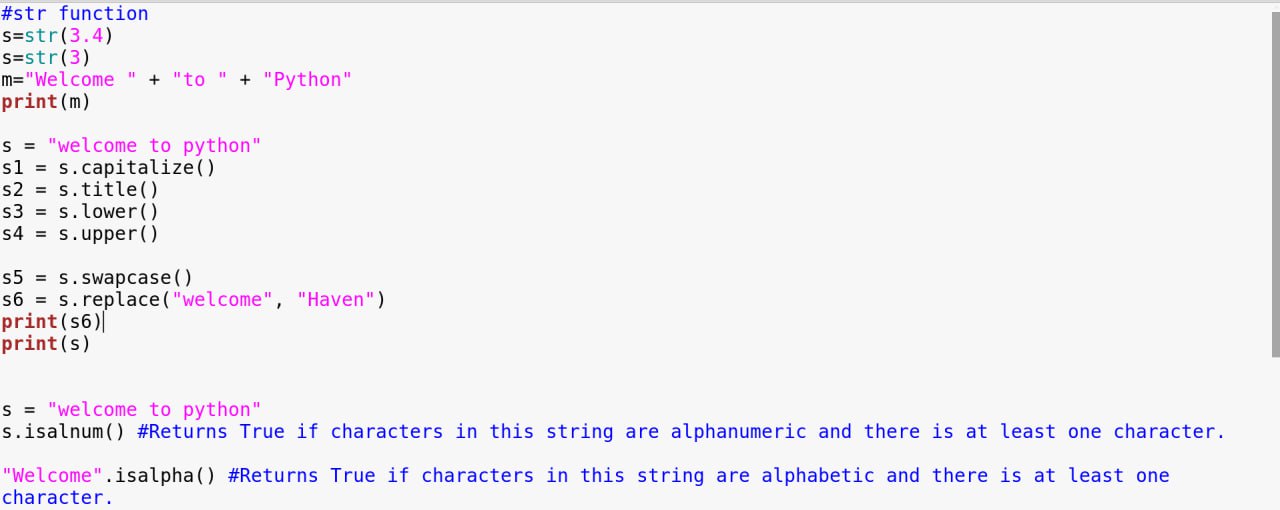 #str function
s=str(3.4)
s=str(3)
m="Welcome " + "to " + "Python"
print(m)
s = "welcome to python"
s1 = s.capitalize()
s2 = s.title()
s3 = s.lower()
s4 = s.upper()
s5 = s.swapcase()
s6 = s.replace("welcome", "Haven")
print(s6)
print(s)
s = "welcome to python"
s.isalnum() #Returns True if characters in this string are alphanumeric and there is at least one character.
"Welcome".isalpha() #Returns True if characters in this string are alphabetic and there is at least one
character.